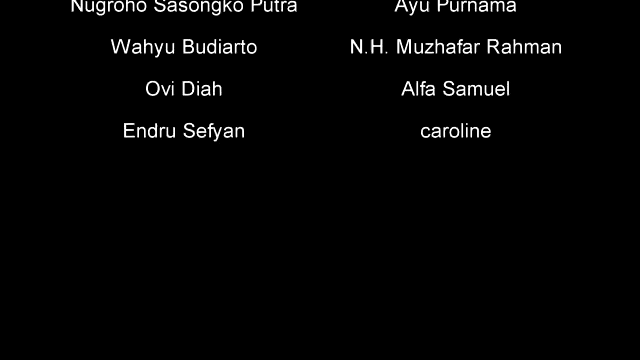 Nugroho Sasongko Putra Ayu Purnama
Wahyu Budiarto N.H. Muzhafar Rahman
Ovi Diah Alfa Samuel
Endru Sefyan caroline